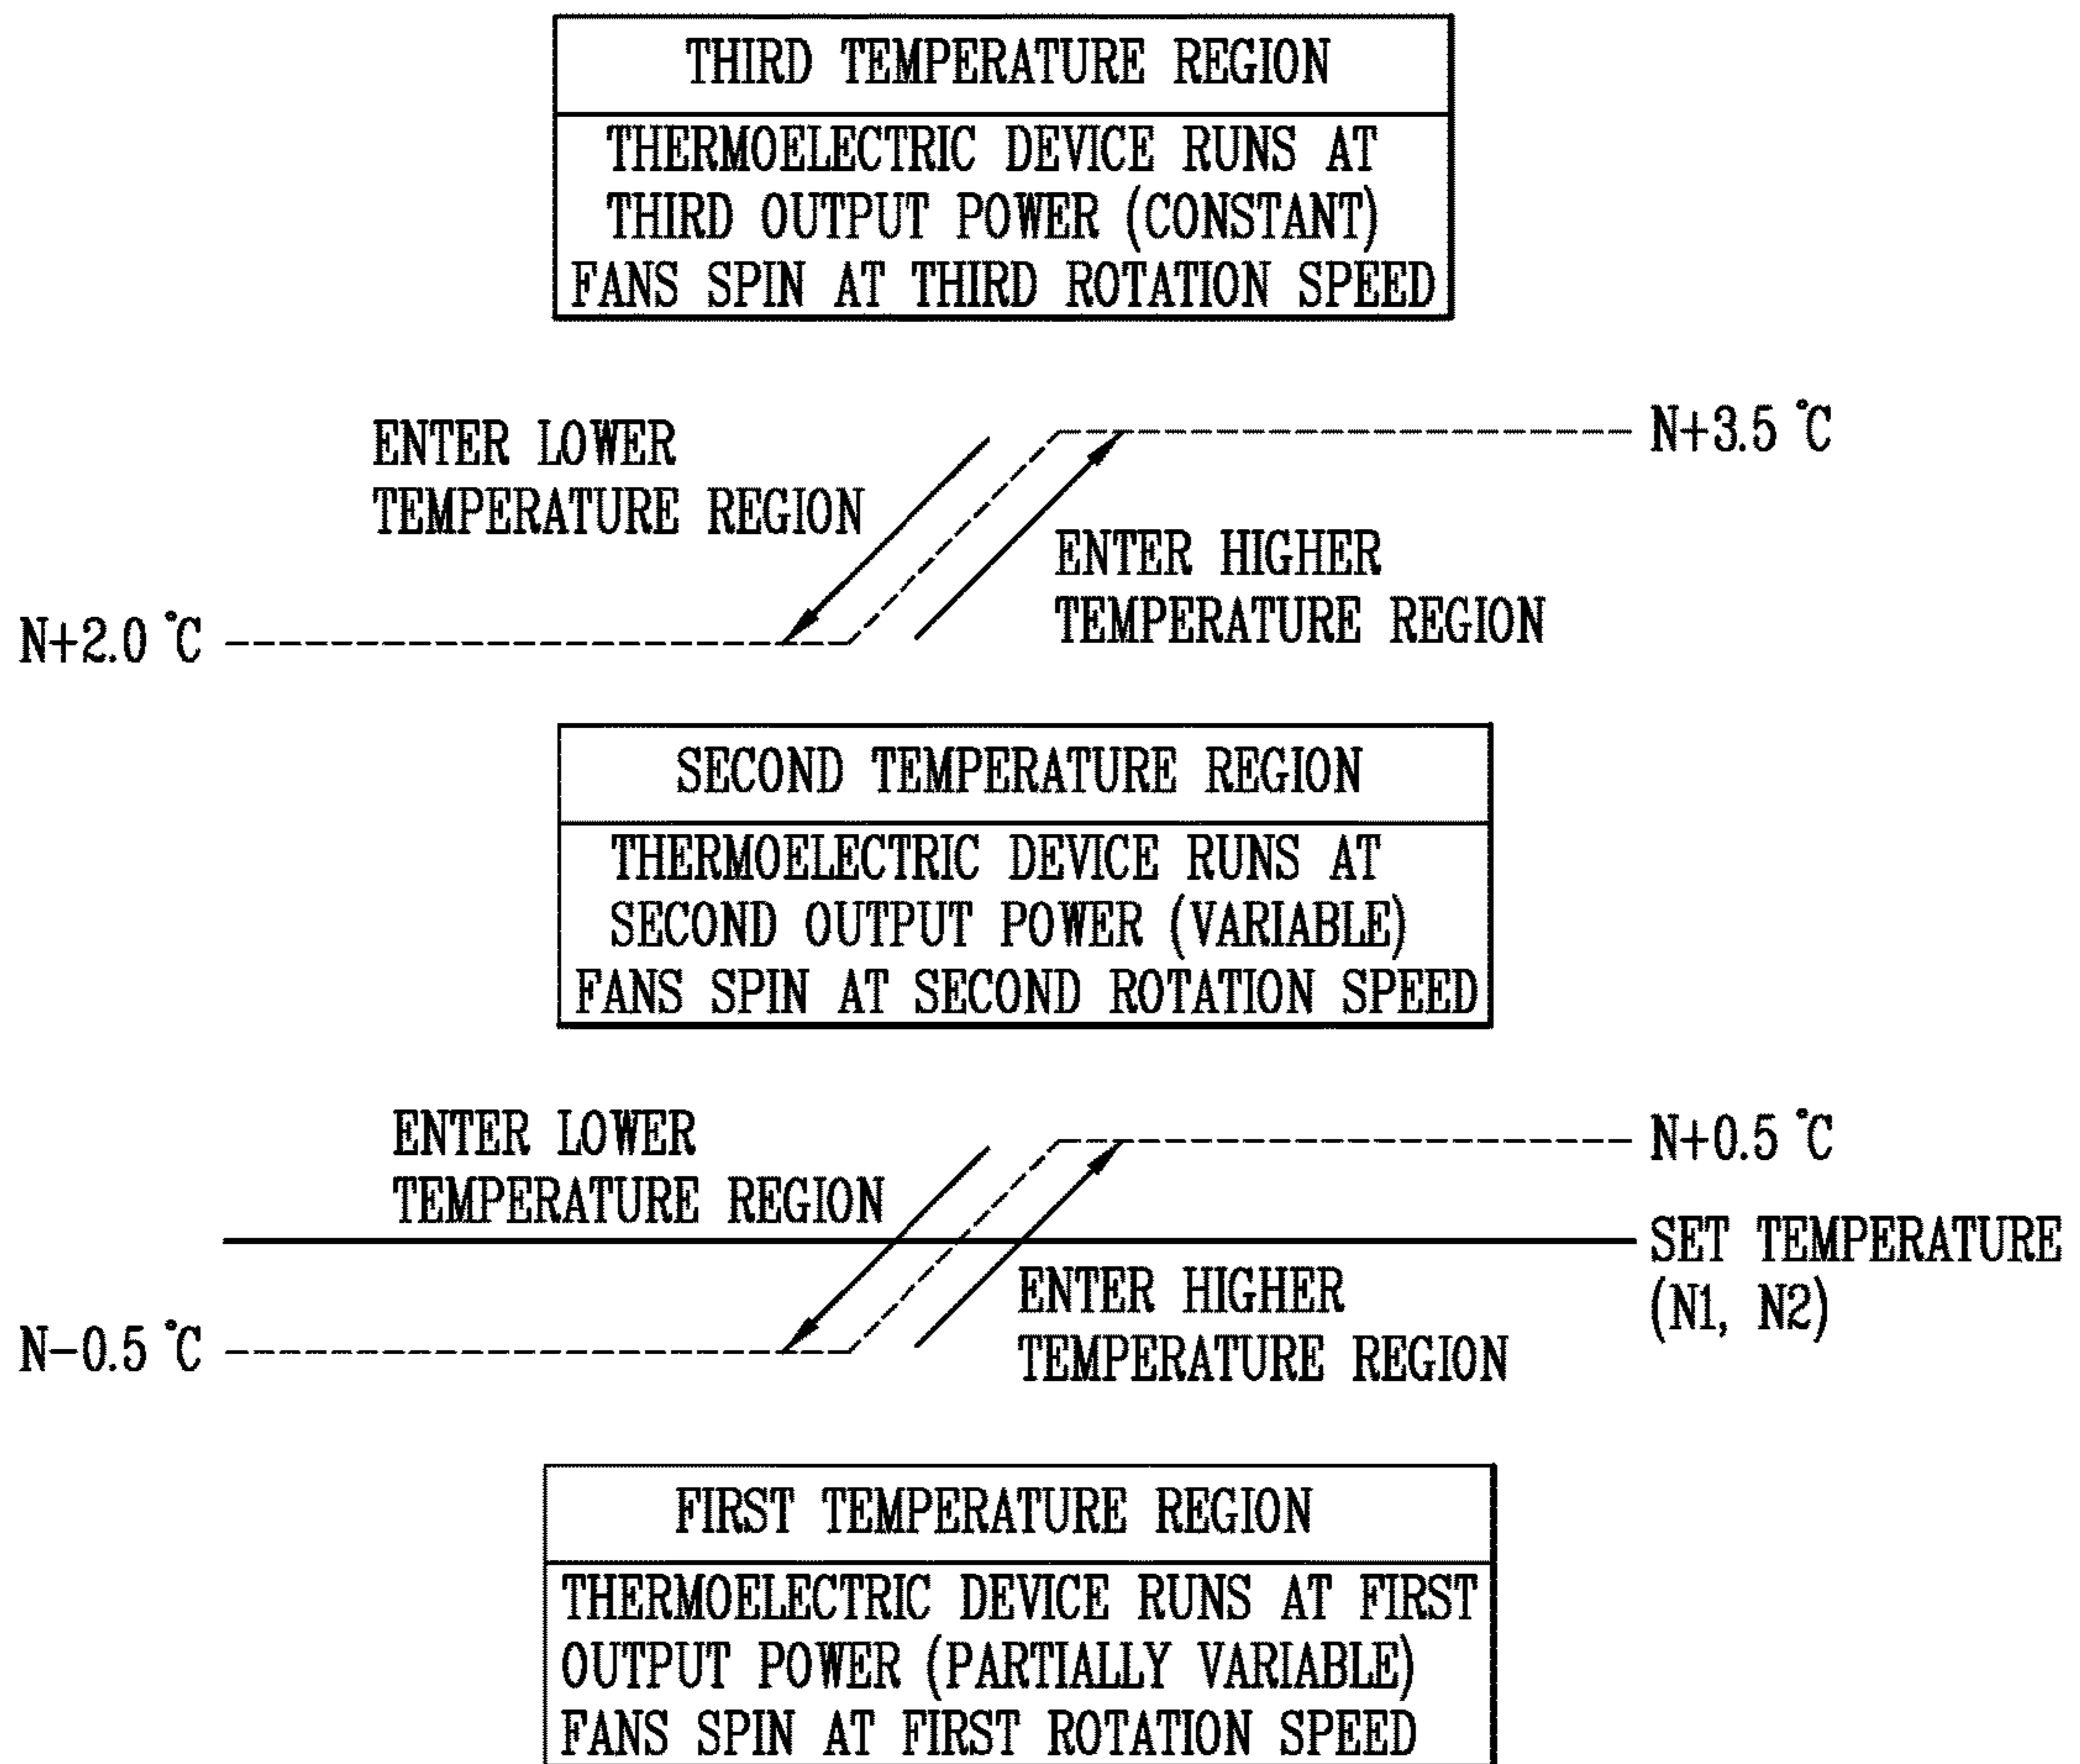 THIRD TEMPERATURE REGION
THERMOELECTRIC DEVICE RUNS AT
THIRD OUTPUT POWER (CONSTANT)
FANS SPIN AT THIRD ROTATION SPEED
N+3.5 ℃
ENTER LOWER
TEMPERATURE REGION
ENTER HIGHER
TEMPERATURE REGION
N+2.0 ℃
SECOND TEMPERATURE REGION
THERMOELECTRIC DEVICE RUNS AT
SECOND OUTPUT POWER (VARIABLE)
FANS SPIN AT SECOND ROTATION SPEED
N+0.5 ℃
ENTER LOWER
TEMPERATURE REGION
SET TEMPERATURE
(N1, N2)
ENTER HIGHER
TEMPERATURE REGION
N−0.5 ℃
FIRST TEMPERATURE REGION
THERMOELECTRIC DEVICE RUNS AT FIRST
OUTPUT POWER (PARTIALLY VARIABLE)
FANS SPIN AT FIRST ROTATION SPEED